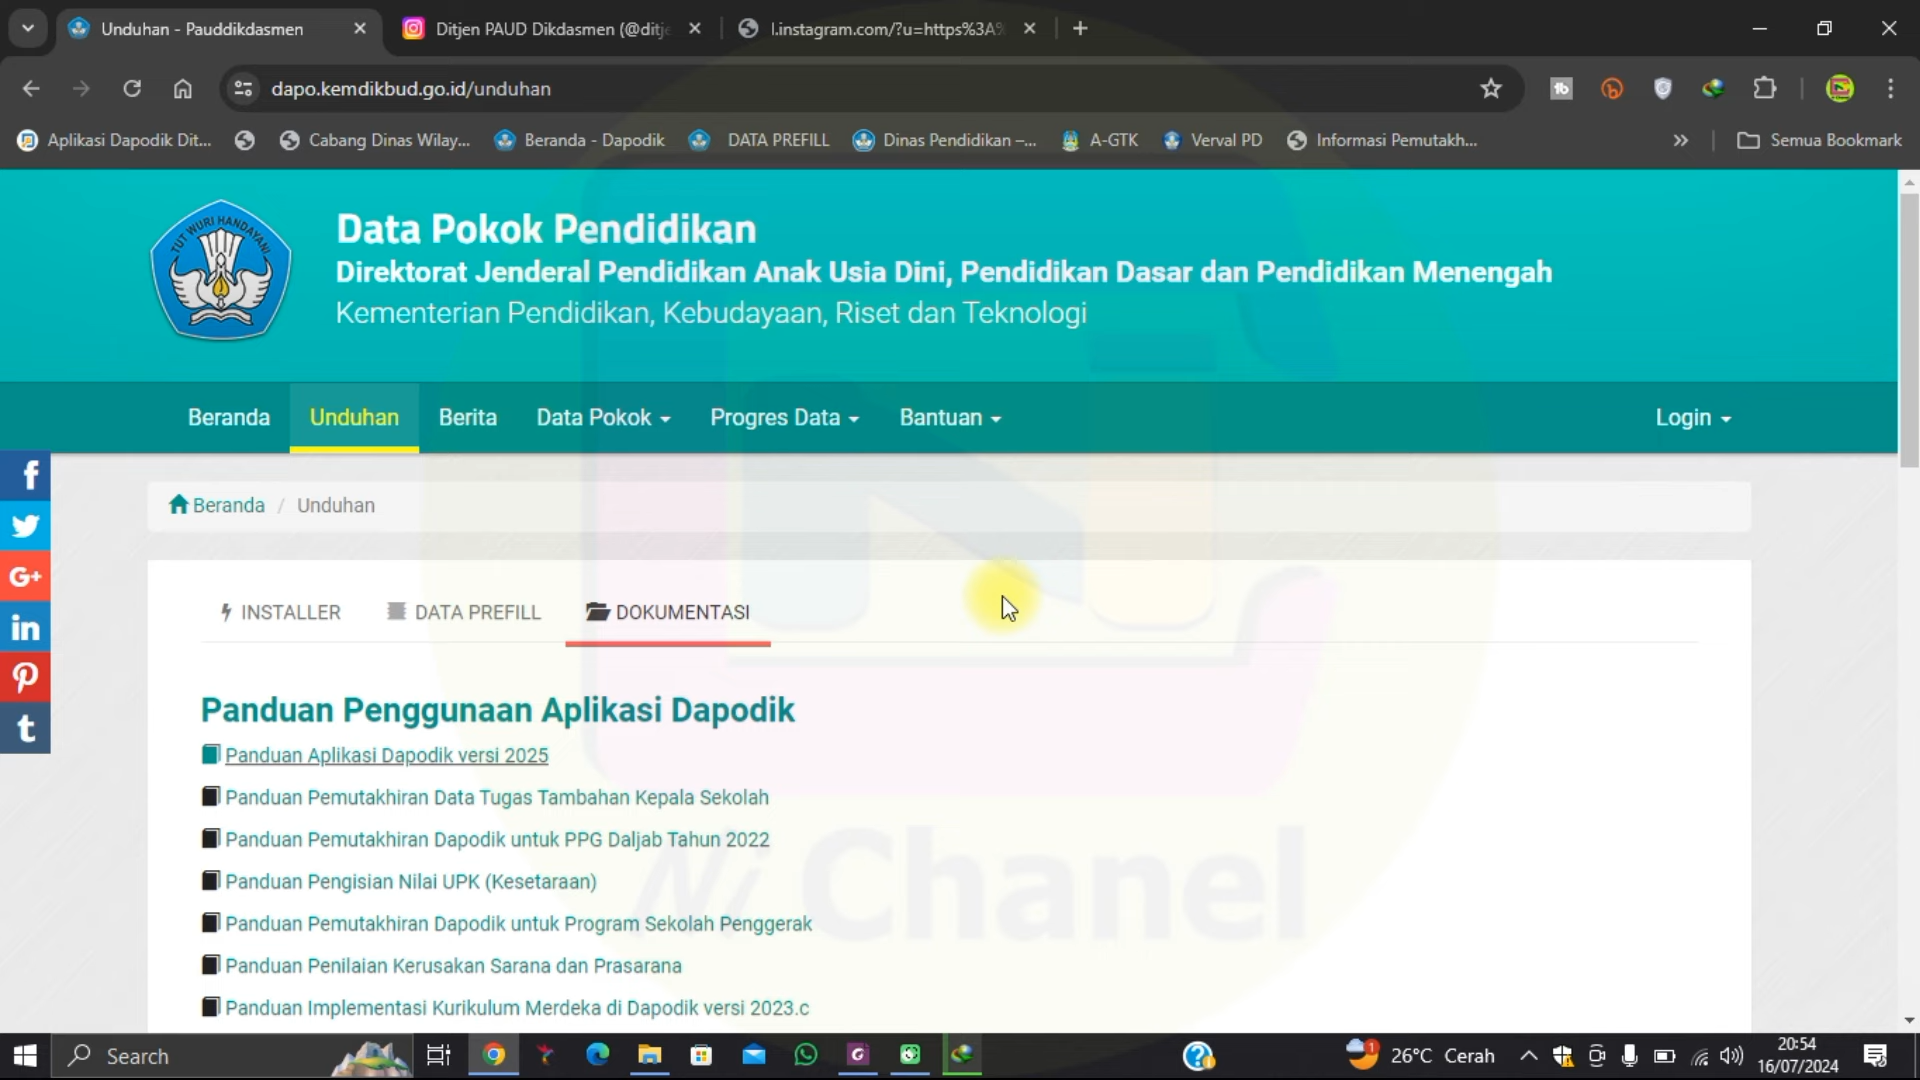 Unduhan - Pauddikdasmen
Ditjen PAUD Dikdasmen (@ditje
l.instagram.com/?u=https%3A%
dapo.kemdikbud.go.id/unduhan
Aplikasi Dapodik Dit...
Cabang Dinas Wilay...
Beranda - Dapodik
DATA PREFILL
Dinas Pendidikan –...
A-GTK
Verval PD
Informasi Pemutakh...
Semua Bookmark
TUT WURI HANDAYANI
Data Pokok Pendidikan
Direktorat Jenderal Pendidikan Anak Usia Dini, Pendidikan Dasar dan Pendidikan Menengah
Kementerian Pendidikan, Kebudayaan, Riset dan Teknologi
Beranda
Unduhan
Berita
Data Pokok
Progres Data
Bantuan
Login
Beranda / Unduhan
INSTALLER
DATA PREFILL
DOKUMENTASI
Panduan Penggunaan Aplikasi Dapodik
Panduan Aplikasi Dapodik versi 2025
Panduan Pemutakhiran Data Tugas Tambahan Kepala Sekolah
Panduan Pemutakhiran Dapodik untuk PPG Daljab Tahun 2022
Panduan Pengisian Nilai UPK (Kesetaraan)
Panduan Pemutakhiran Dapodik untuk Program Sekolah Penggerak
Panduan Penilaian Kerusakan Sarana dan Prasarana
Panduan Implementasi Kurikulum Merdeka di Dapodik versi 2023.c
Ni Chanel
Search
26°C Cerah
20:54
16/07/2024